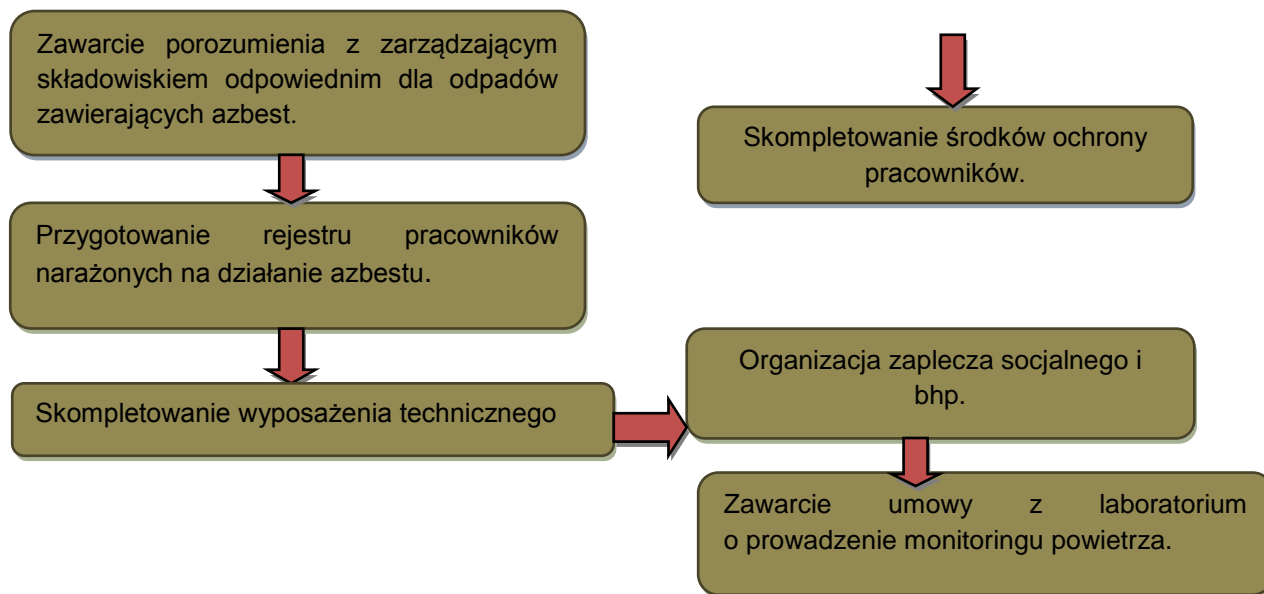 Zawarcie porozumienia z zarządzającym
składowiskiem odpowiednim dla odpadów
zawierających azbest.
Przygotowanie rejestru pracowników
narażonych na działanie azbestu.
Skompletowanie wyposażenia technicznego
Skompletowanie środków ochrony
pracowników.
Organizacja zaplecza socjalnego i
bhp.
Zawarcie umowy z laboratorium
o prowadzenie monitoringu powietrza.